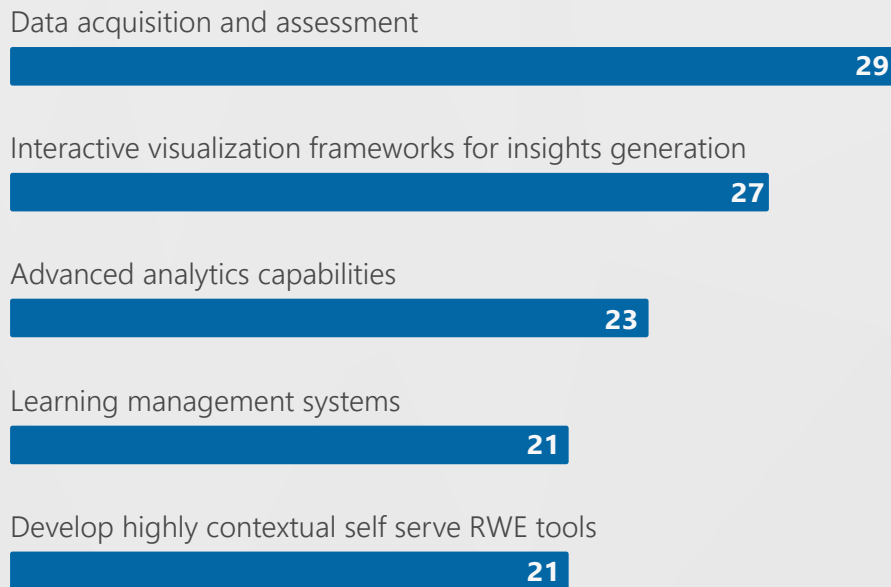 Data acquisition and assessment
29
Interactive visualization frameworks for insights generation
27
Advanced analytics capabilities
23
Learning management systems
21
Develop highly contextual self serve RWE tools
21